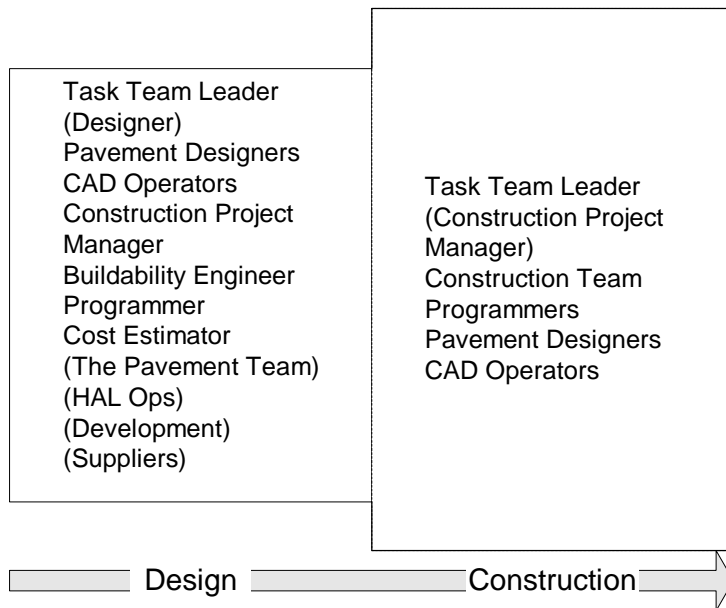 Task Team Leader
(Designer)
Pavement Designers
CAD Operators
Construction Project
Manager
Buildability Engineer
Programmer
Cost Estimator
(The Pavement Team)
(HAL Ops)
(Development)
(Suppliers)
Task Team Leader
(Construction Project
Manager)
Construction Team
Programmers
Pavement Designers
CAD Operators
Design
Construction